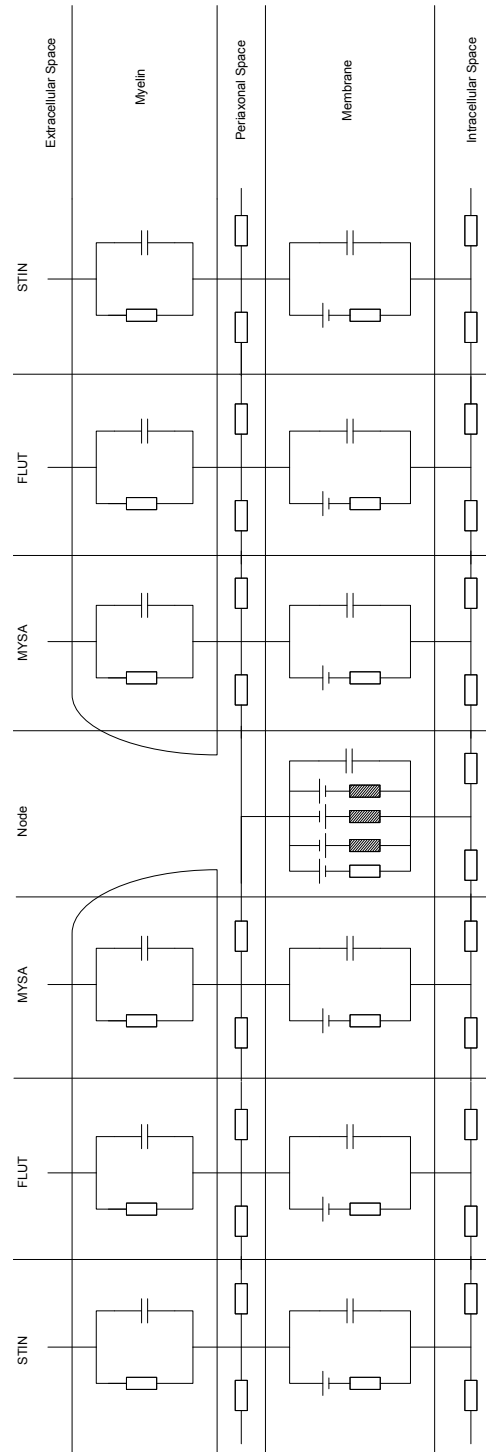 Extracellular Space
Myelin
Periaxonal Space
Membrane
Intracellular Space
STIN
FLUT
MYSA
Node
MYSA
FLUT
STIN